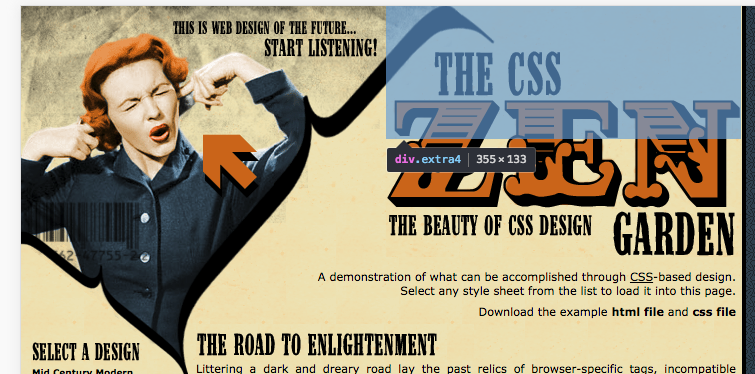 THIS IS WEB DESIGN OF THE FUTURE...
START LISTENING!
THE CSS
ZEN
div.extra4 355×133
THE BEAUTY OF CSS DESIGN
GARDEN
A demonstration of what can be accomplished through CSS-based design.
Select any style sheet from the list to load it into this page.
Download the example html file and css file
SELECT A DESIGN
Mid Century Modern
THE ROAD TO ENLIGHTENMENT
Littering a dark and dreary road lay the past relics of browser-specific tags, incompatible